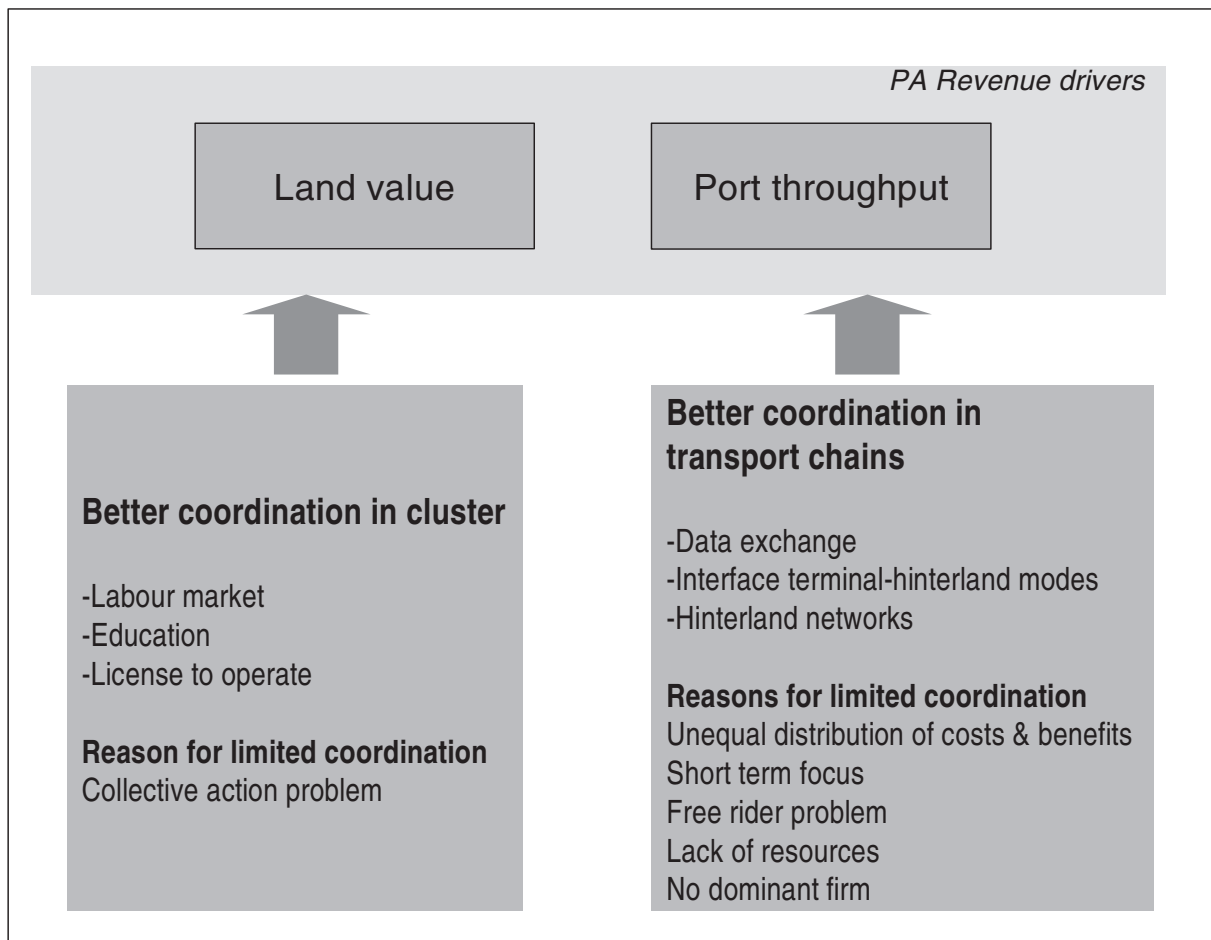 PA Revenue drivers
Land value
Port throughput
Better coordination in cluster
-Labour market
-Education
-License to operate
Reason for limited coordination
Collective action problem
Better coordination in
transport chains
-Data exchange
-Interface terminal-hinterland modes
-Hinterland networks
Reasons for limited coordination
Unequal distribution of costs & benefits
Short term focus
Free rider problem
Lack of resources
No dominant firm